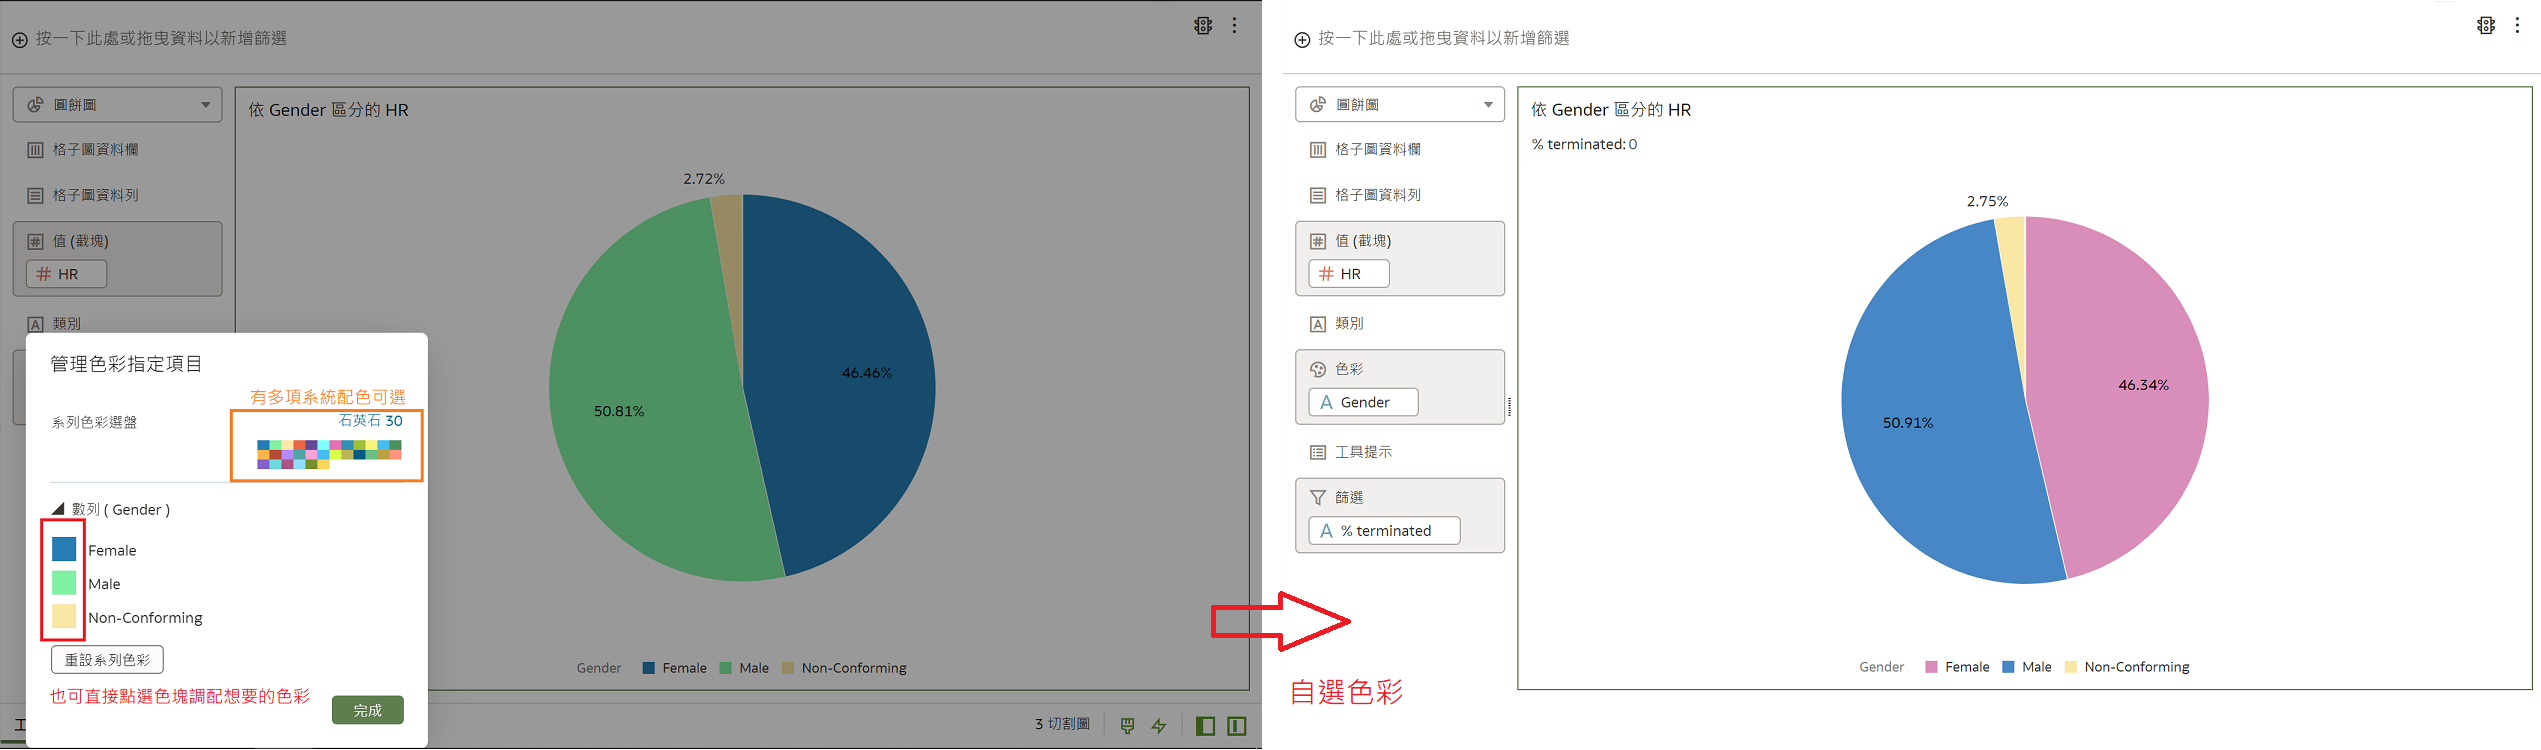 按一下此處或拖曳資料以新增篩選
圓餅圖
格子圖資料欄
格子圖資料列
值 (截塊)
HR
類別
依 Gender 區分的 HR
2.72%
46.46%
50.81%
Gender Female Male Non-Conforming
管理色彩指定項目
有多項系統配色可選
系列色彩選盤
石英石 30
數列 ( Gender )
Female
Male
Non-Conforming
重設系列色彩
也可直接點選色塊調配想要的色彩
完成
工
3 切割圖
自選色彩
按一下此處或拖曳資料以新增篩選
圓餅圖
格子圖資料欄
格子圖資料列
值 (截塊)
HR
類別
色彩
A Gender
工具提示
篩選
A % terminated
依 Gender 區分的 HR
% terminated: 0
2.75%
46.34%
50.91%
Gender Female Male Non-Conforming